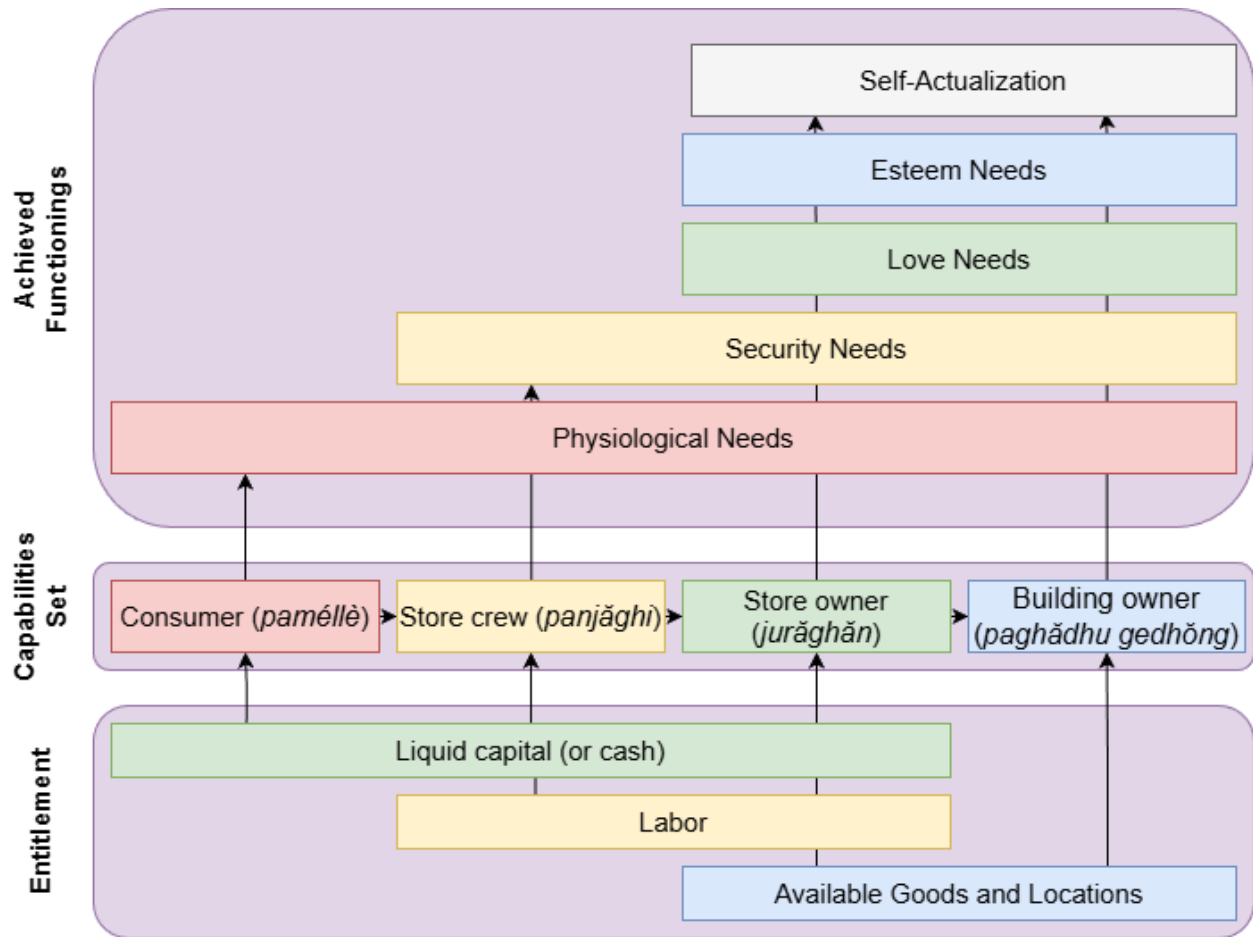 Achieved
Functionings
Self-Actualization
Esteem Needs
Love Needs
Security Needs
Physiological Needs
Capabilities
Set
Consumer (paméllè)
Store crew (panjăghi)
Store owner
(jurăghăn)
Building owner
(paghădhu gedhŏng)
Entitlement
Liquid capital (or cash)
Labor
Available Goods and Locations